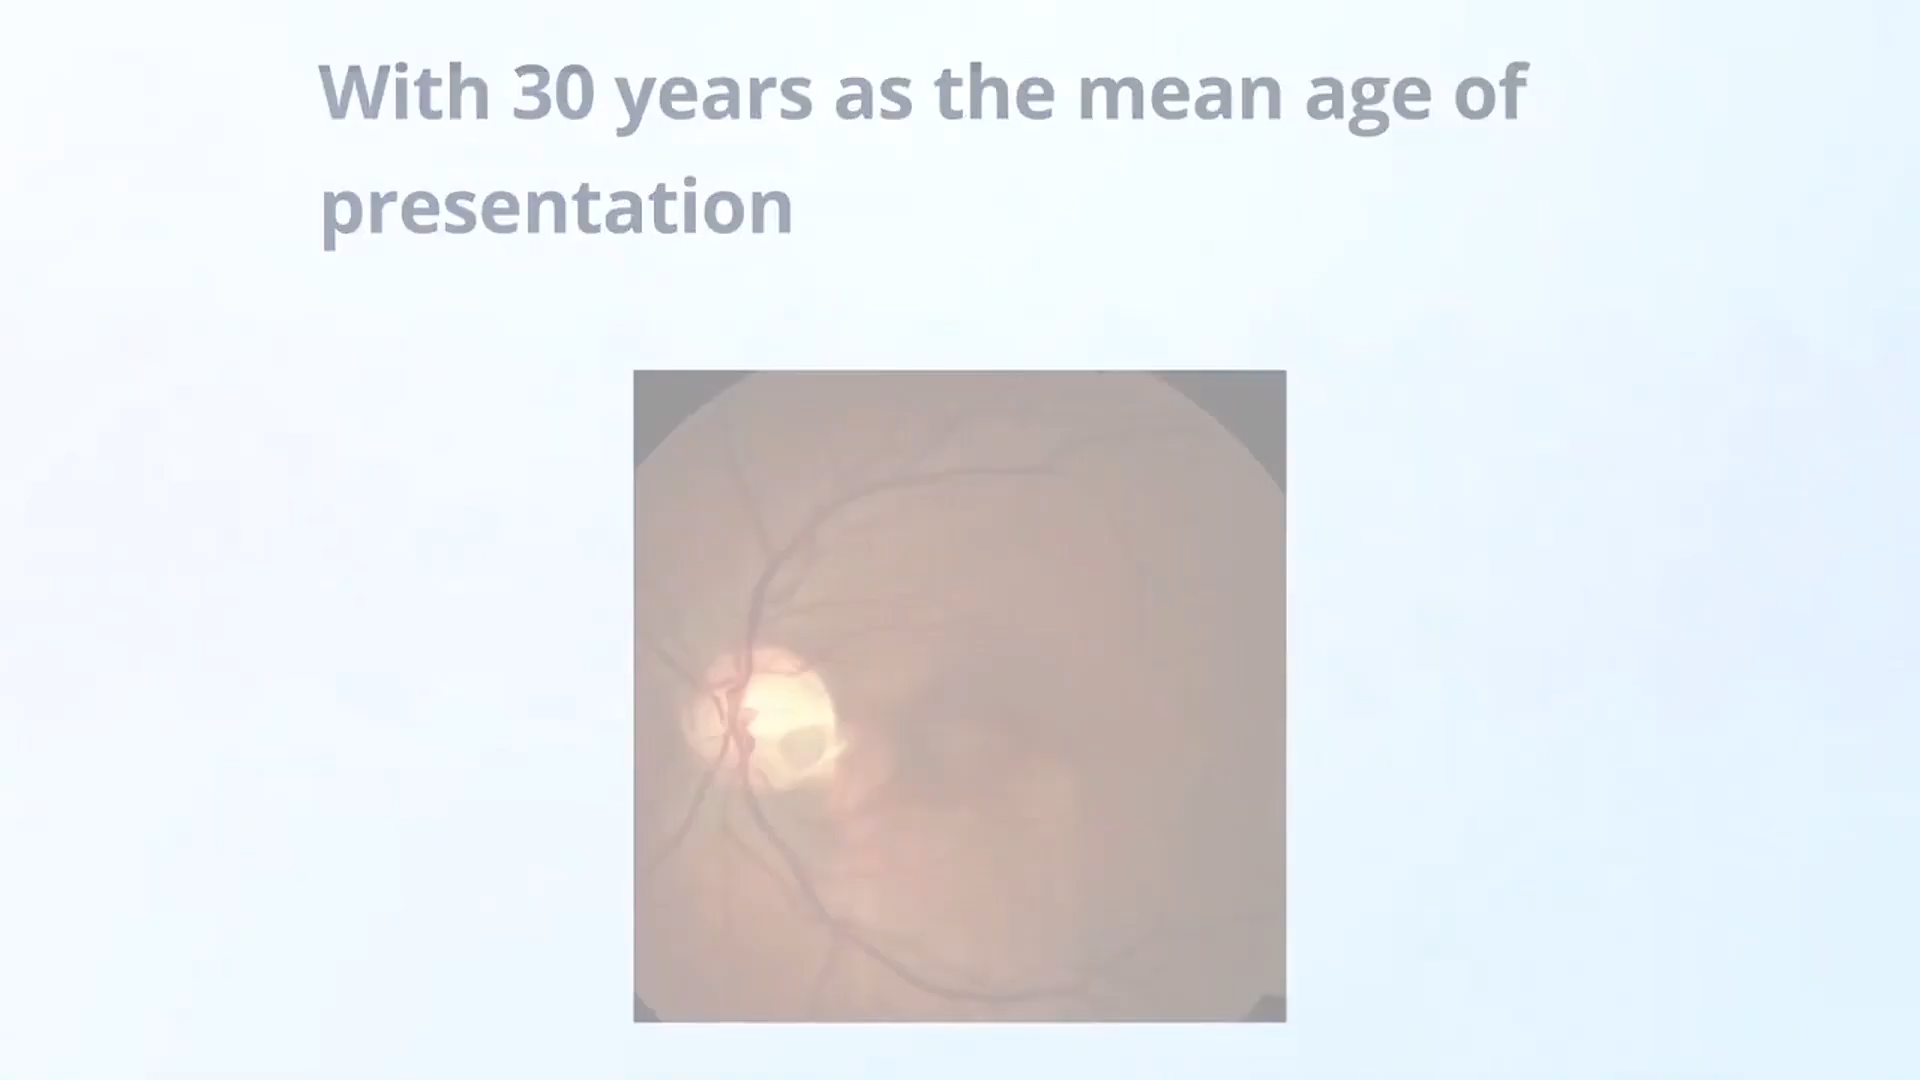 With 30 years as the mean age of
presentation